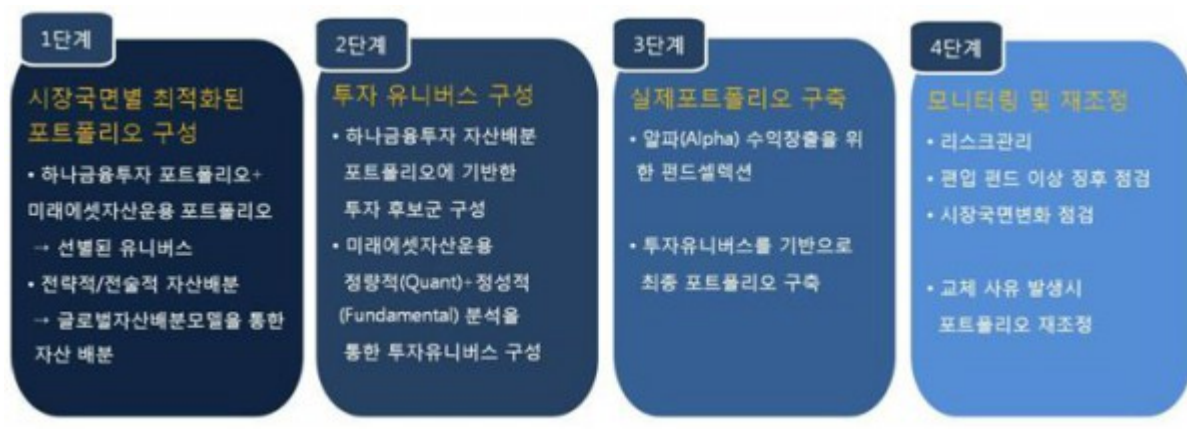 1단계
시장국면별 최적화된
포트폴리오 구성
• 하나금융투자 포트폴리오+
미래에셋자산운용 포트폴리오
→ 선별된 유니버스
• 전략적/전술적 자산배분
→ 글로벌자산배분모델을 통한
자산 배분
2단계
투자 유니버스 구성
• 하나금융투자 자산배분
포트폴리오에 기반한
투자 후보군 구성
• 미래에셋자산운용
정량적(Quant)+정성적
(Fundamental) 분석을
통한 투자유니버스 구성
3단계
실제포트폴리오 구축
• 알파(Alpha) 수익창출을 위
한 펀드셀렉션
• 투자유니버스를 기반으로
최종 포트폴리오 구축
4단계
모니터링 및 재조정
• 리스크관리
• 편입 펀드 이상 징후 점검
• 시장국면변화 점검
• 교체 사유 발생시
포트폴리오 재조정